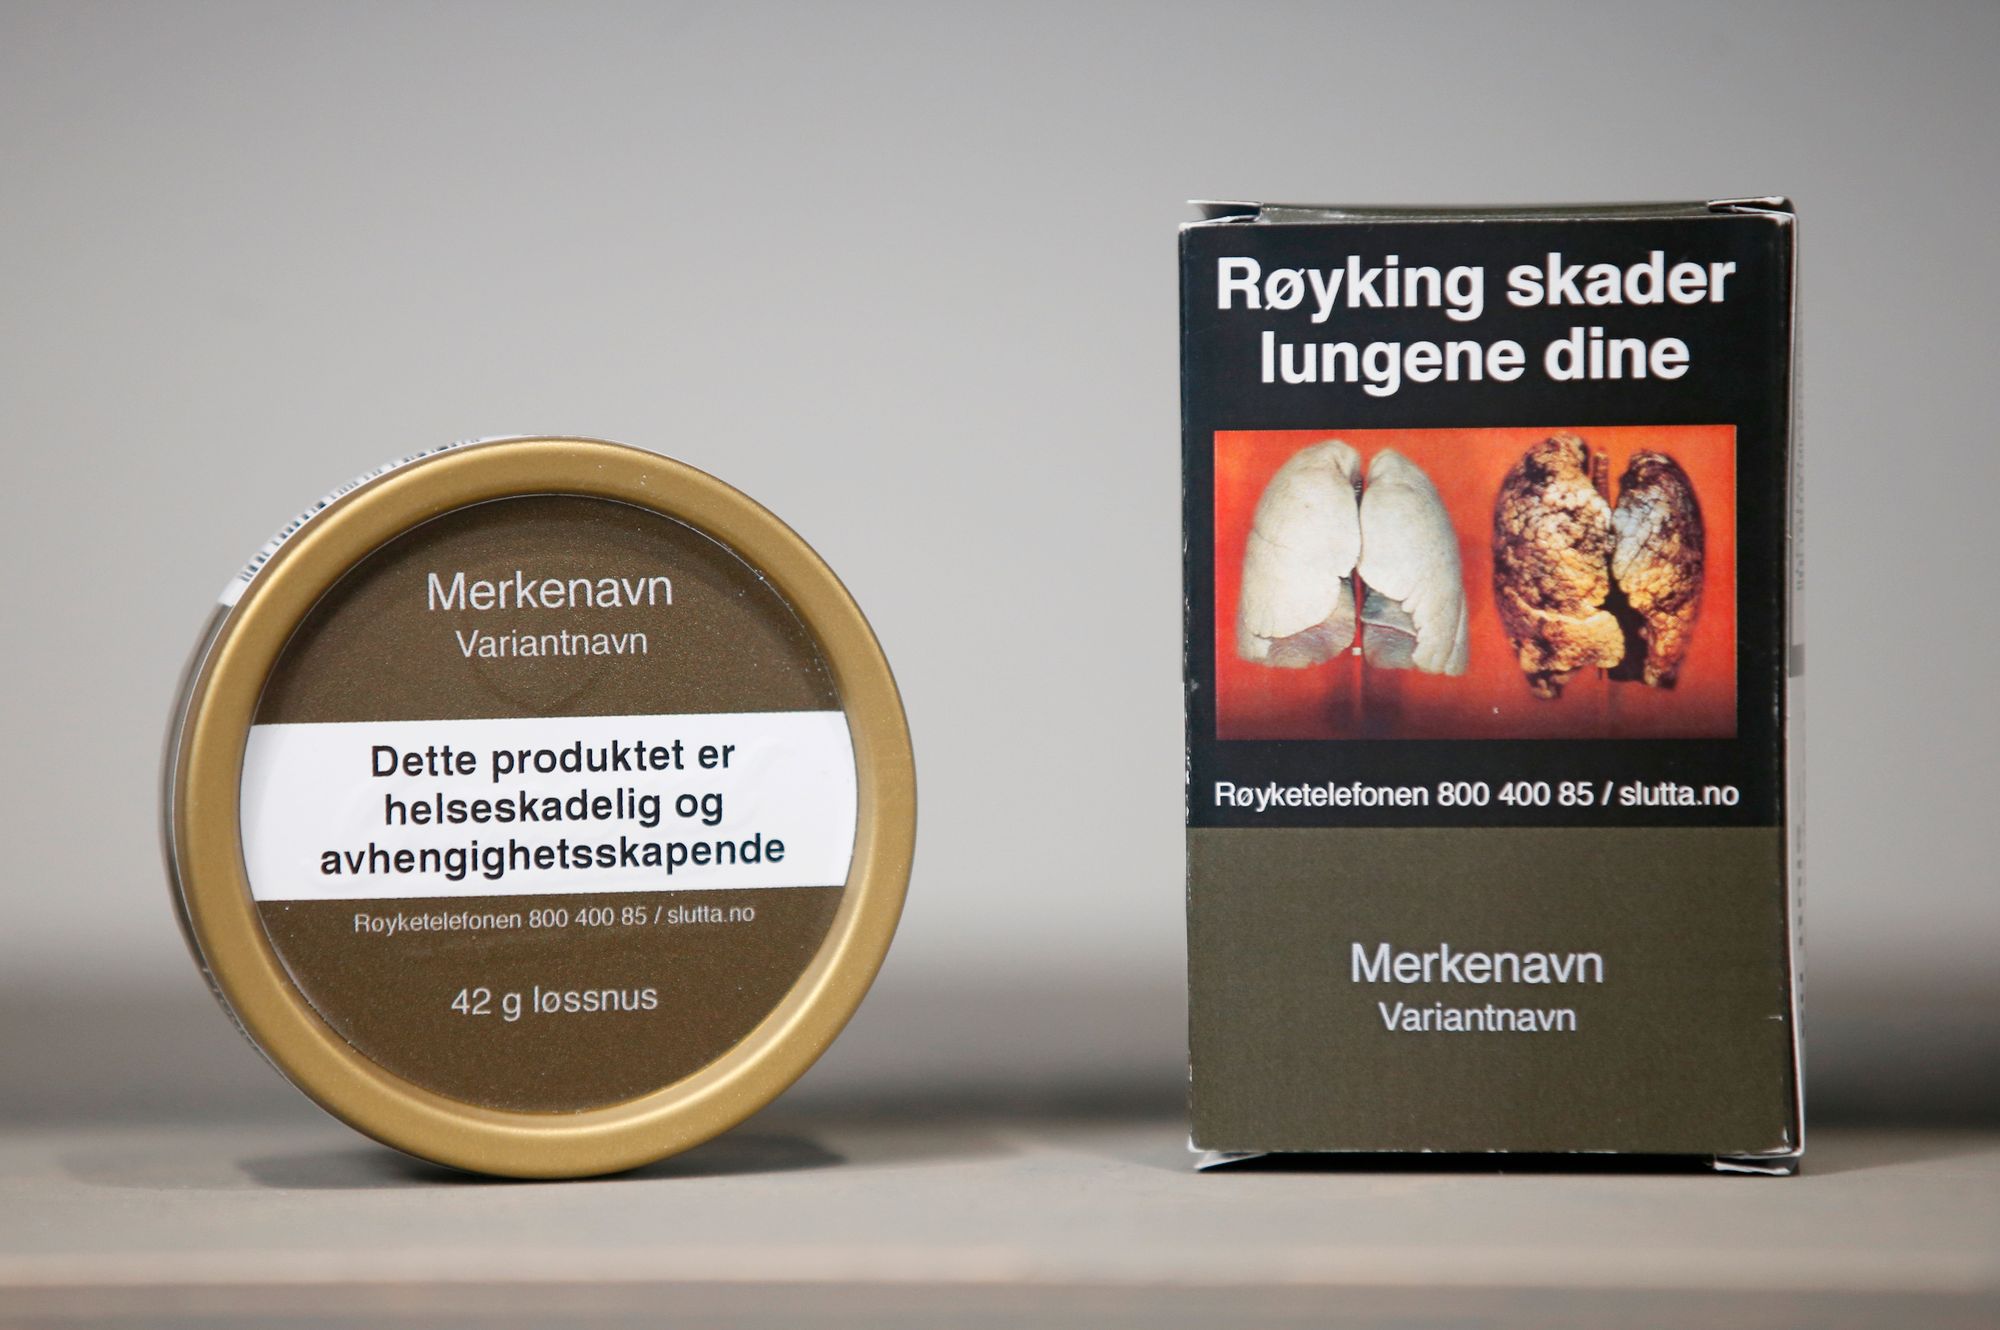 Merkenavn
Variantnavn
Dette produktet er
helseskadelig og
avhengighetsskapende
Røyketelefonen 800 400 85 / slutta.no
42 g løssnus
Røyking skader
lungene dine
Røyketelefonen 800 400 85 / slutta.no
Merkenavn
Variantnavn